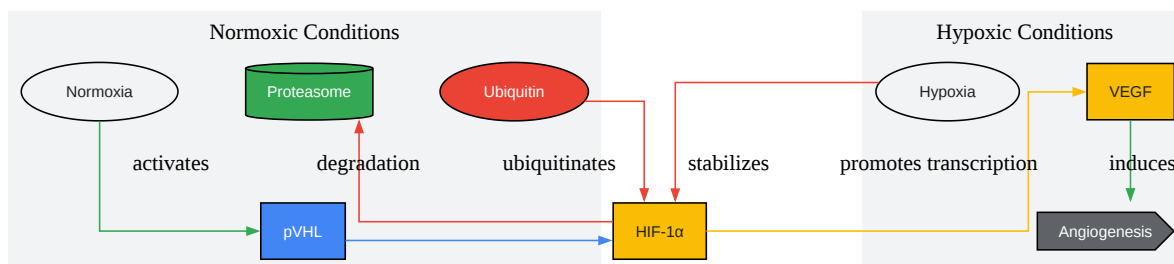 Normoxic Conditions
Hypoxic Conditions
Normoxia
Proteasome
Ubiquitin
Hypoxia
VEGF
activates
degradation
ubiquitinates
stabilizes
promotes transcription
induces
pVHL
HIF-1α
Angiogenesis